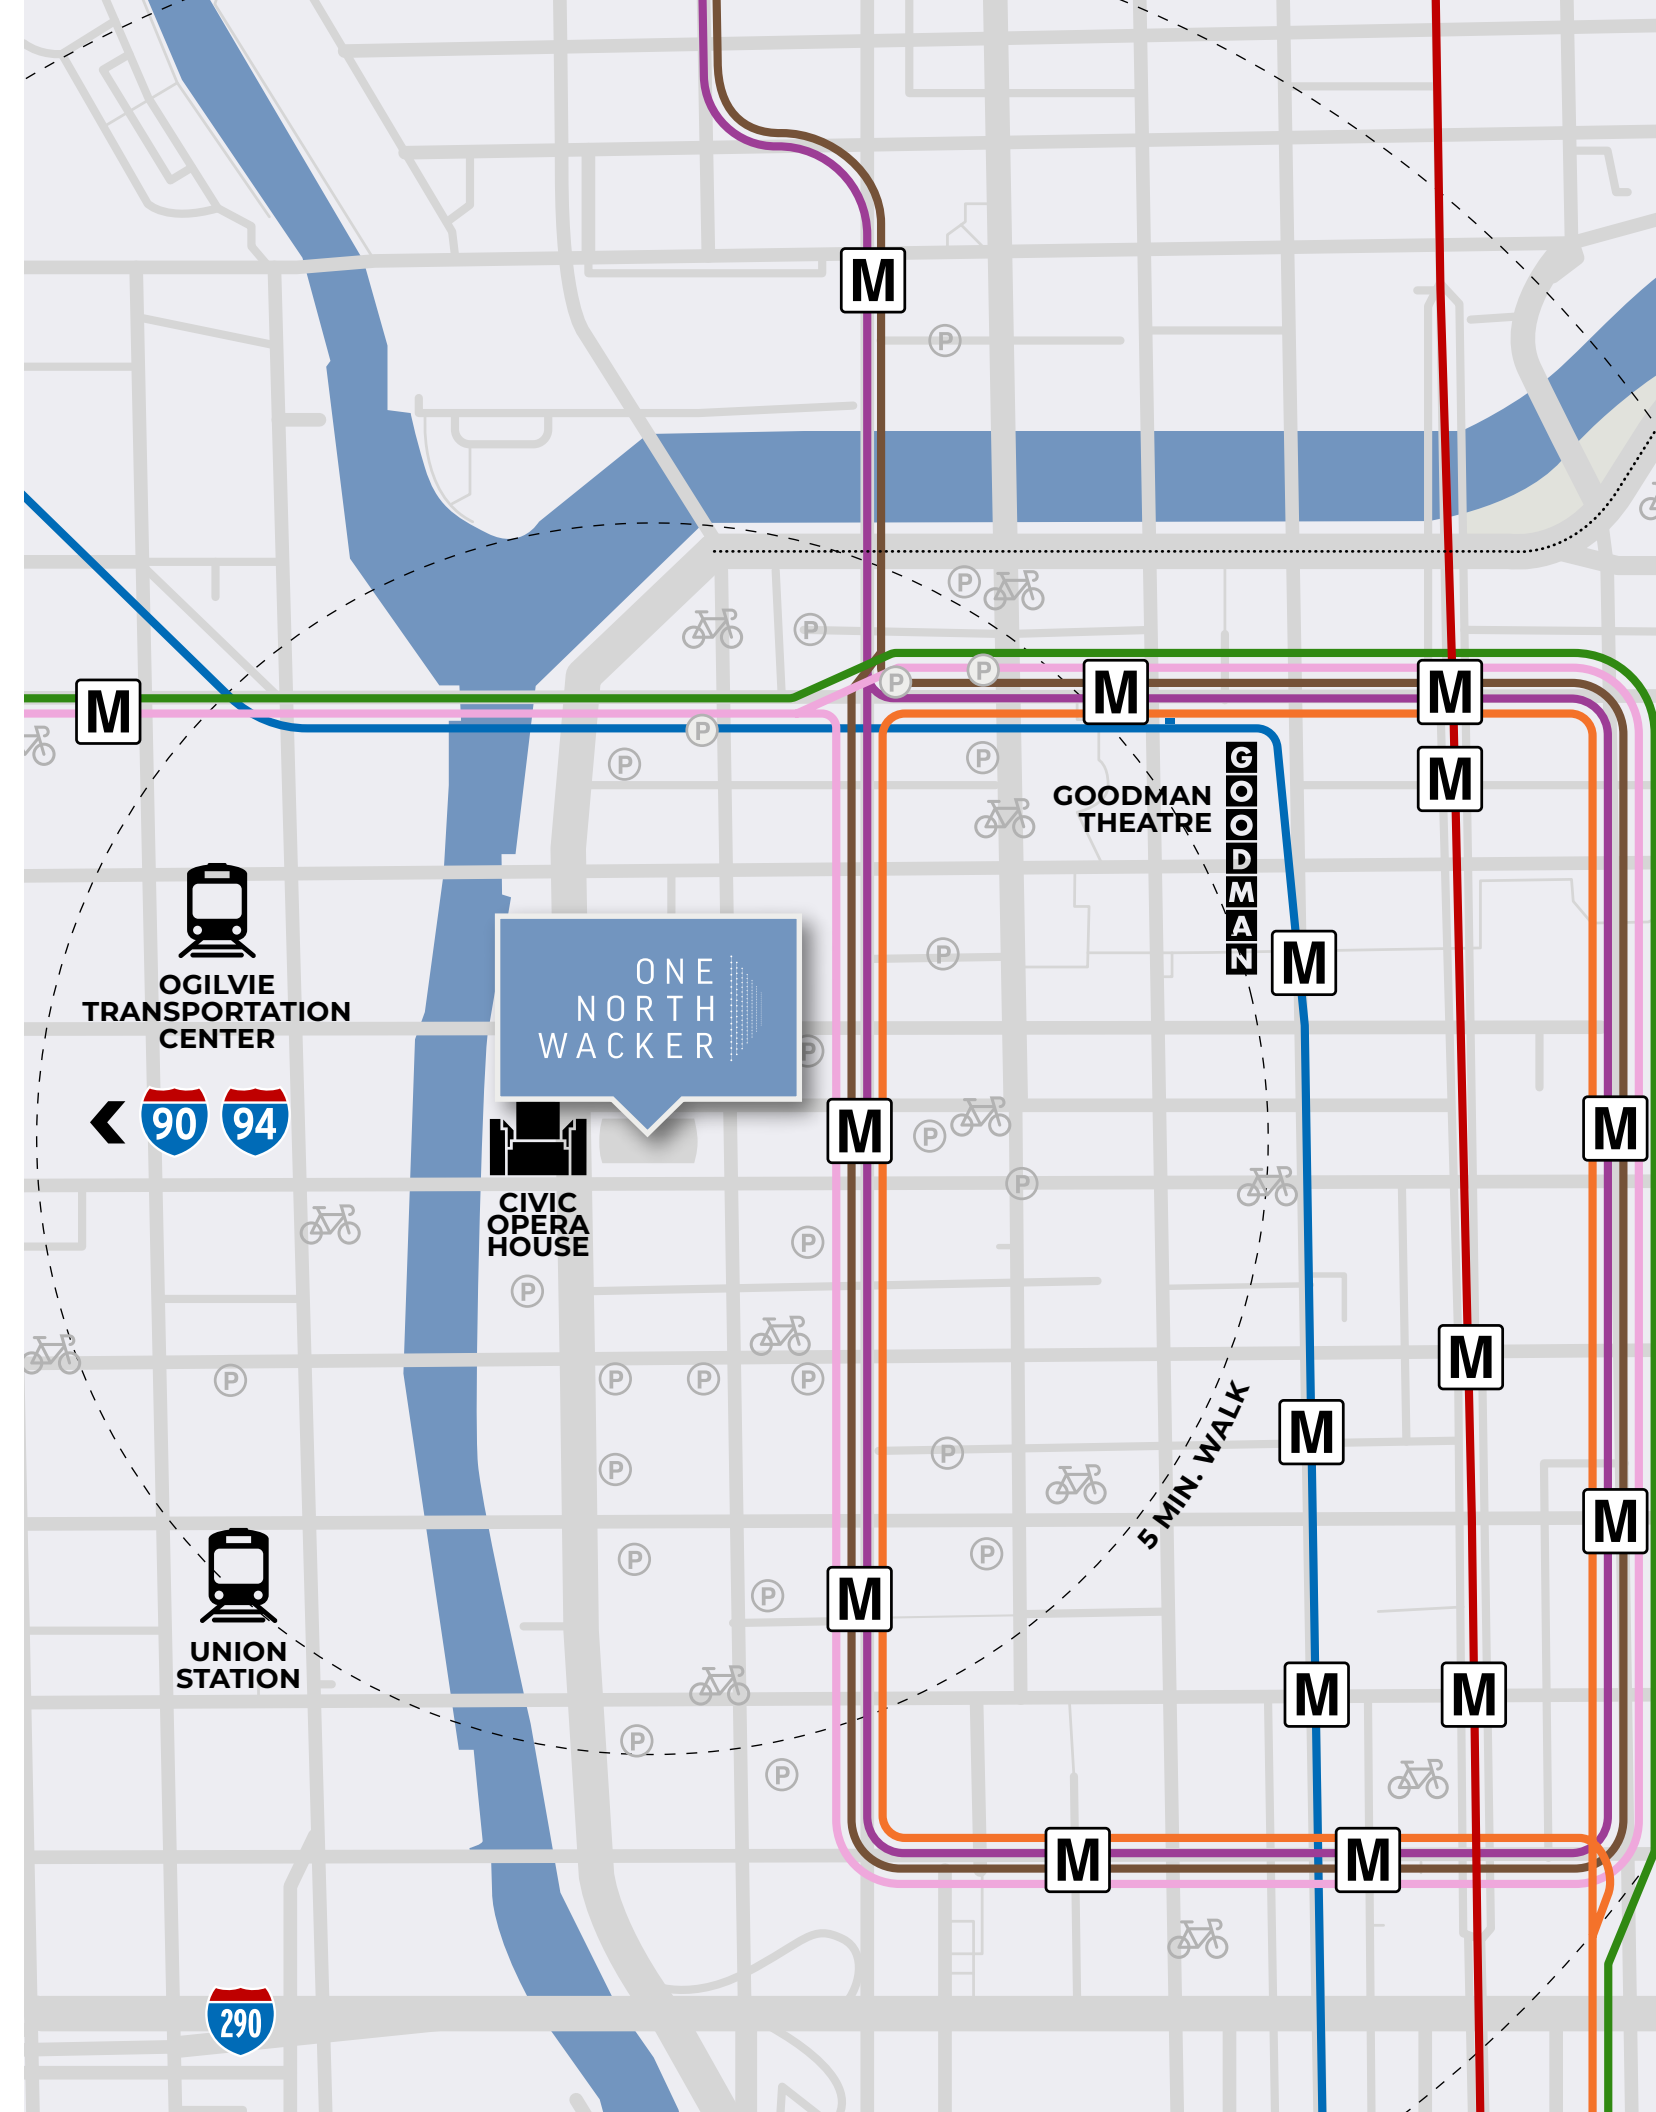 M
P
P
P
P
P
P
M
M
M
P
P
P
M
G
O
O
D
M
A
N
GOODMAN
THEATRE
P
M
ONE
NORTH
WACKER
OGILVIE
TRANSPORTATION
CENTER
P
90
94
M
P
M
P
CIVIC
OPERA
HOUSE
P
P
M
P
P
P
P
5 MIN. WALK
M
P
P
M
P
P
P
M
UNION
STATION
M
M
P
P
M
M
290